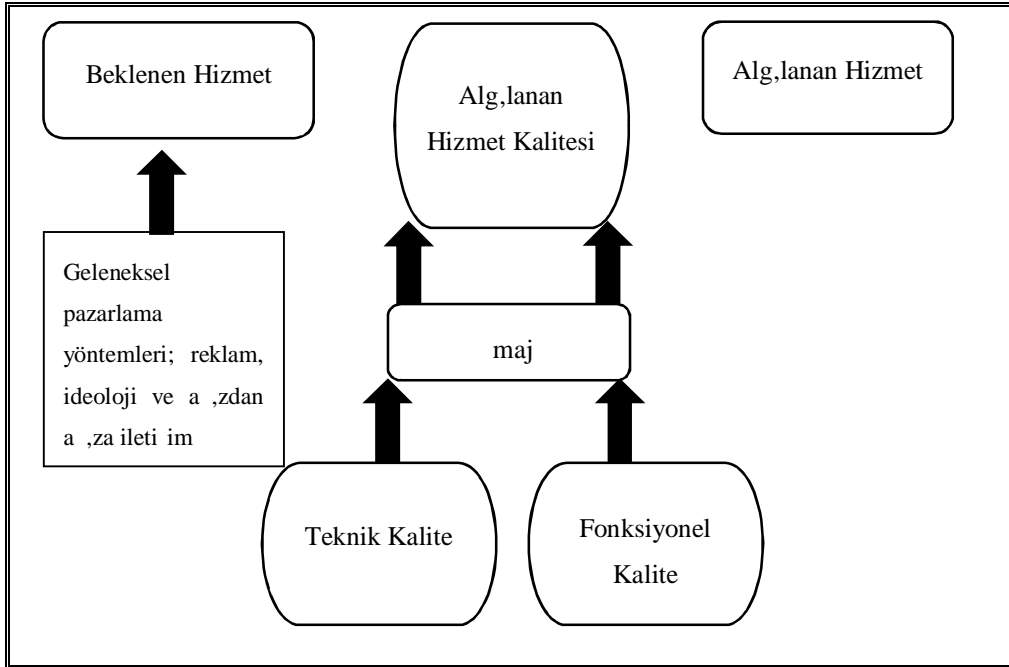 Beklenen Hizmet
Alg,lanan
Hizmet Kalitesi
Alg,lanan Hizmet
Geleneksel
pazarlama
yöntemleri; reklam,
ideoloji ve a ,zdan
a ,za ileti im
maj
Teknik Kalite
Fonksiyonel
Kalite